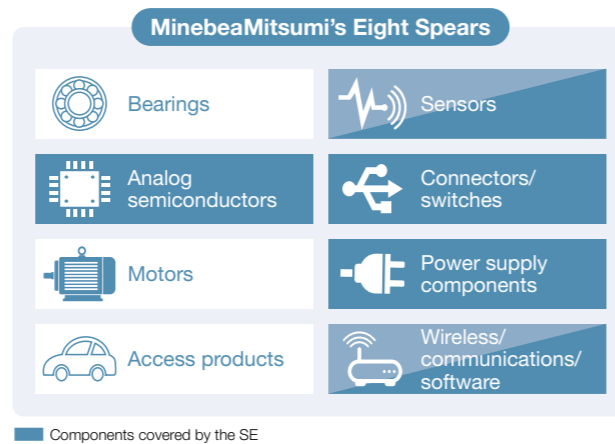 MinebeaMitsumi's Eight Spears
Bearings
Sensors
Analog
semiconductors
Connectors/
switches
Motors
Power supply
components
Access products
Wireless/
communications/
software
Components covered by the SE